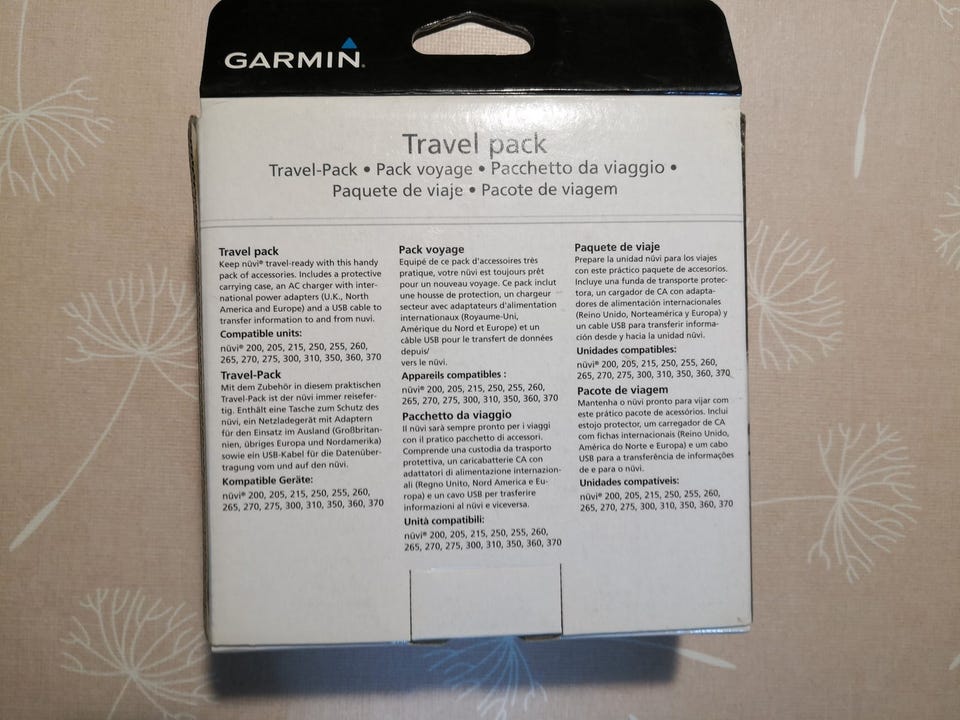 GARMIN®
Travel pack
Travel-Pack • Pack voyage • Pacchetto da viaggio •
Paquete de viaje • Pacote de viagem
Travel pack
Keep nüvi® travel-ready with this handy
pack of accessories. Includes a protective
carrying case, an AC charger with inter-
national power adapters (U.K., North
America and Europe) and a USB cable to
transfer information to and from nuvi.
Compatible units:
nüvi® 200, 205, 215, 250, 255, 260,
265, 270, 275, 300, 310, 350, 360, 370
Travel-Pack
Mit dem Zubehör in diesem praktischen
Travel-Pack ist der nüvi immer reisefer-
tig. Enthält eine Tasche zum Schutz des
nüvi, ein Netzladegerät mit Adaptern
für den Einsatz im Ausland (Großbritan-
nien, übriges Europa und Nordamerika)
sowie ein USB-Kabel für die Datenüber-
tragung vom und auf den nüvi.
Kompatible Geräte:
nüvi® 200, 205, 215, 250, 255, 260,
265, 270, 275, 300, 310, 350, 360, 370
Pack voyage
Equipé de ce pack d'accessoires très
pratique, votre nüvi est toujours prêt
pour un nouveau voyage. Ce pack inclut
une housse de protection, un chargeur
secteur avec adaptateurs d'alimentation
internationaux (Royaume-Uni,
Amérique du Nord et Europe) et un
câble USB pour le transfert de données
depuis/
vers le nüvi.
Appareils compatibles :
nüvi® 200, 205, 215, 250, 255, 260,
265, 270, 275, 300, 310, 350, 360, 370
Pacchetto da viaggio
Il nüvi sarà sempre pronto per i viaggi
con il pratico pacchetto di accessori.
Comprende una custodia da trasporto
protettiva, un caricabatterie CA con
adattatori di alimentazione internazion-
ali (Regno Unito, Nord America e Eu-
ropa) e un cavo USB per trasferire
informazioni al nüvi e viceversa.
Unità compatibili:
nüvi® 200, 205, 215, 250, 255, 260,
265, 270, 275, 300, 310, 350, 360, 370
Paquete de viaje
Prepare la unidad nüvi para los viajes
con este práctico paquete de accesorios.
Incluye una funda de transporte protec-
tora, un cargador de CA con adapta-
dores de alimentación internacionales
(Reino Unido, Norteamérica y Europa) y
un cable USB para transferir informa-
ción desde y hacia la unidad nüvi.
Unidades compatibles:
nüvi® 200, 205, 215, 250, 255, 260,
265, 270, 275, 300, 310, 350, 360, 370
Pacote de viagem
Mantenha o nüvi pronto para vijar com
este prático pacote de acessórios. Inclui
estojo protetor, um carregador de CA
com fichas internacionais (Reino Unido,
América do Norte e Europa) e um cabo
USB para a transferência de informações
de e para o nüvi.
Unidades compatíveis:
nüvi® 200, 205, 215, 250, 255, 260,
265, 270, 275, 300, 310, 350, 360, 370